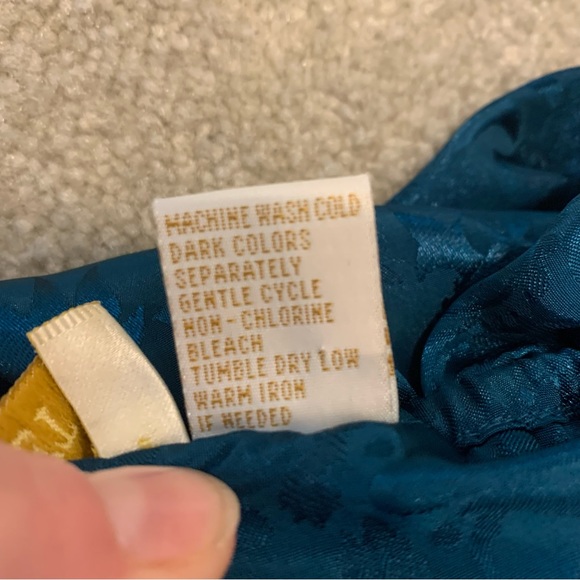 MACHINE WASH COLD
DARK COLORS
SEPARATELY
GENTLE CYCLE
NON-CHLORINE
BLEACH
TUMBLE DRY LOW
WARM IRON
IF NEEDED